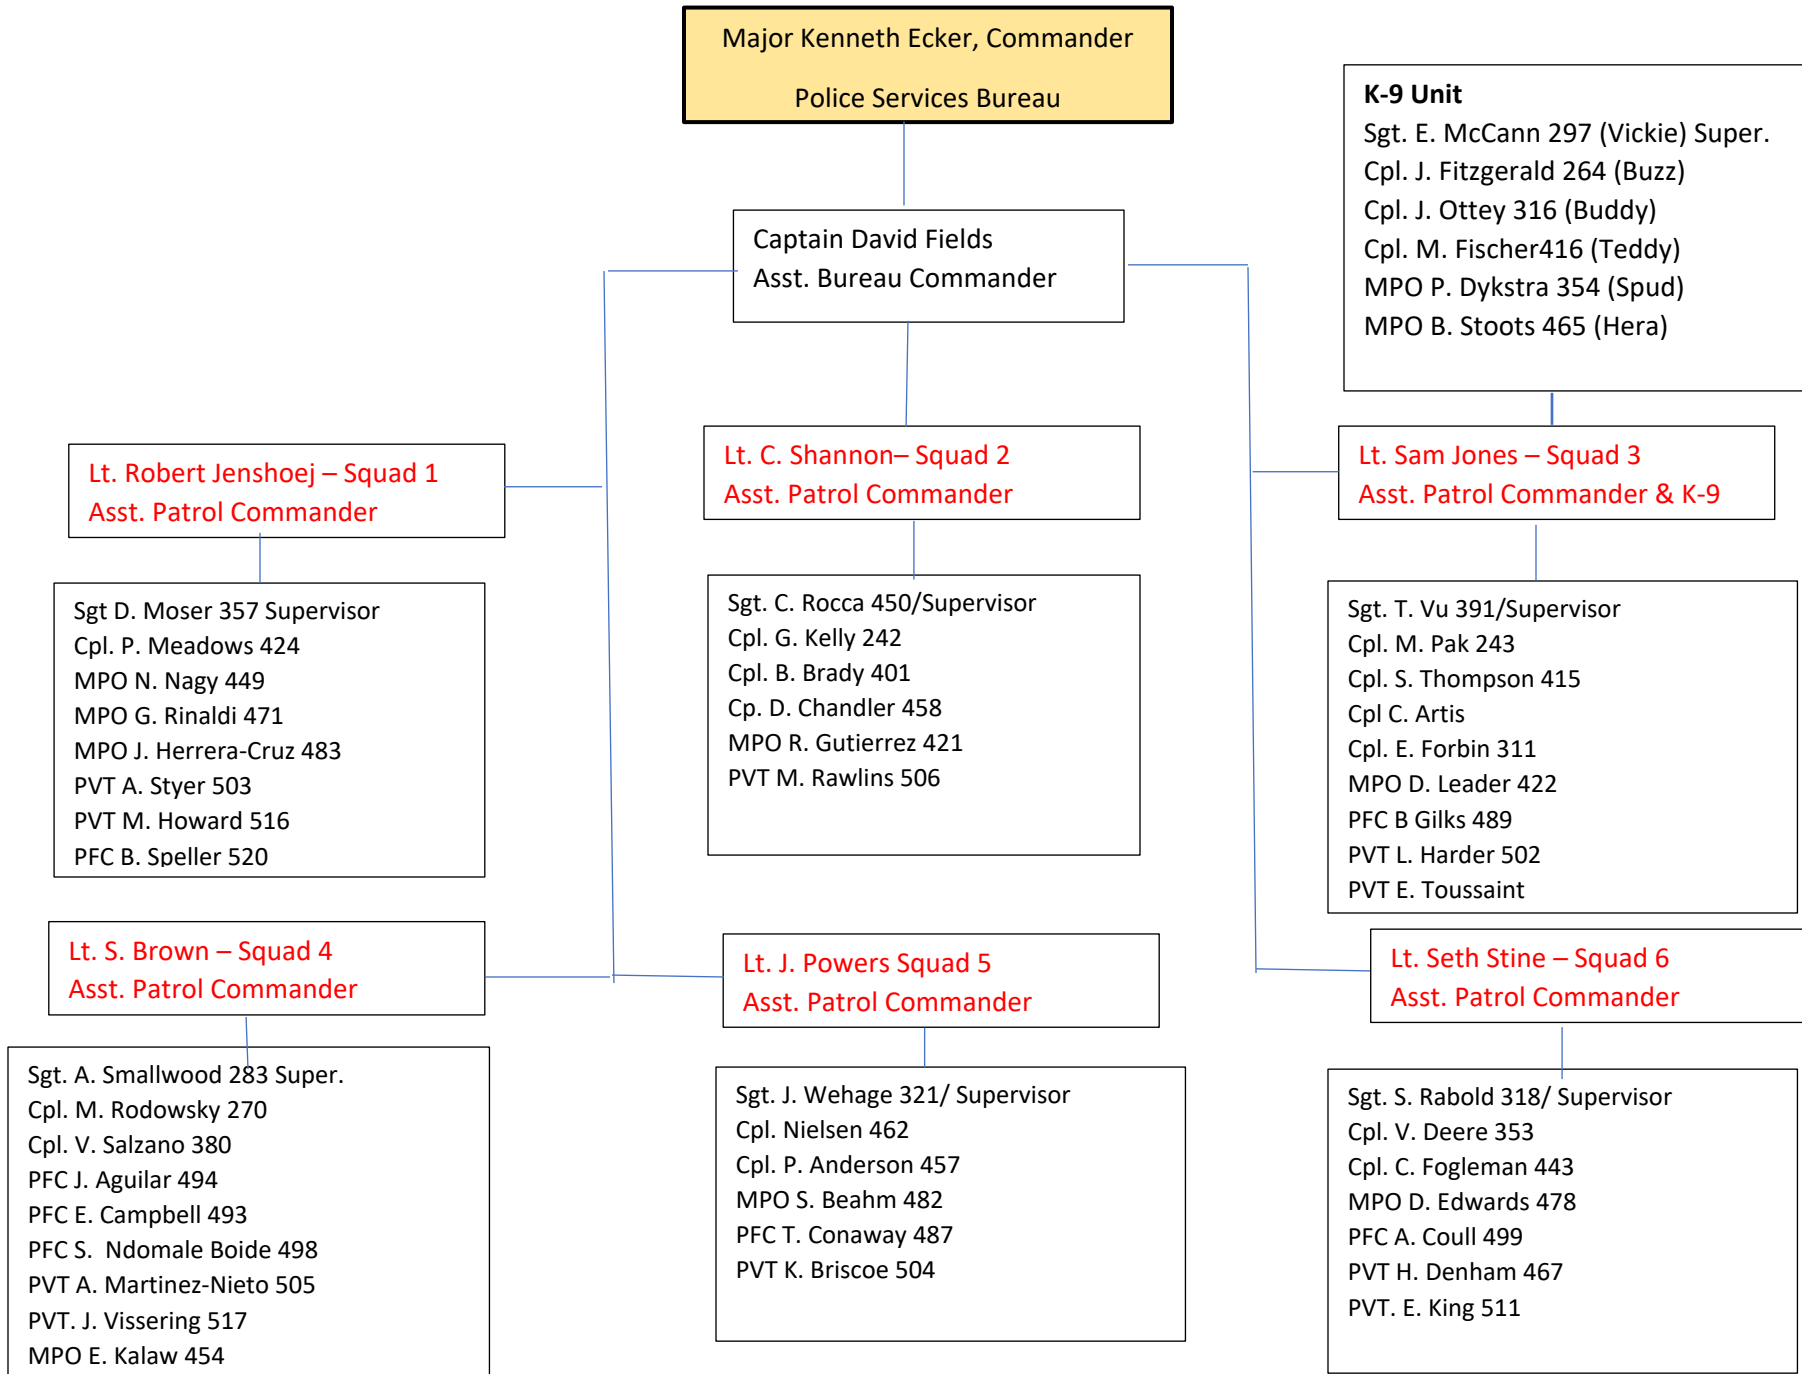 Major Kenneth Ecker, Commander
Police Services Bureau
K-9 Unit
Sgt. E. McCann 297 (Vickie) Super.
Cpl. J. Fitzgerald 264 (Buzz)
Cpl. J. Ottey 316 (Buddy)
Cpl. M. Fischer416 (Teddy)
MPO P. Dykstra 354 (Spud)
MPO B. Stoots 465 (Hera)
Captain David Fields
Asst. Bureau Commander
Lt. Robert Jenshoej – Squad 1
Asst. Patrol Commander
Lt. C. Shannon– Squad 2
Asst. Patrol Commander
Lt. Sam Jones – Squad 3
Asst. Patrol Commander & K-9
Sgt D. Moser 357 Supervisor
Cpl. P. Meadows 424
MPO N. Nagy 449
MPO G. Rinaldi 471
MPO J. Herrera-Cruz 483
PVT A. Styer 503
PVT M. Howard 516
PFC B. Speller 520
Sgt. C. Rocca 450/Supervisor
Cpl. G. Kelly 242
Cpl. B. Brady 401
Cp. D. Chandler 458
MPO R. Gutierrez 421
PVT M. Rawlins 506
Sgt. T. Vu 391/Supervisor
Cpl. M. Pak 243
Cpl. S. Thompson 415
Cpl C. Artis
Cpl. E. Forbin 311
MPO D. Leader 422
PFC B Gilks 489
PVT L. Harder 502
PVT E. Toussaint
Lt. S. Brown – Squad 4
Asst. Patrol Commander
Lt. J. Powers Squad 5
Asst. Patrol Commander
Lt. Seth Stine – Squad 6
Asst. Patrol Commander
Sgt. A. Smallwood 283 Super.
Cpl. M. Rodowsky 270
Cpl. V. Salzano 380
PFC J. Aguilar 494
PFC E. Campbell 493
PFC S.  Ndomale Boide 498
PVT A. Martinez-Nieto 505
PVT. J. Vissering 517
MPO E. Kalaw 454
Sgt. J. Wehage 321/ Supervisor
Cpl. Nielsen 462
Cpl. P. Anderson 457
MPO S. Beahm 482
PFC T. Conaway 487
PVT K. Briscoe 504
Sgt. S. Rabold 318/ Supervisor
Cpl. V. Deere 353
Cpl. C. Fogleman 443
MPO D. Edwards 478
PFC A. Coull 499
PVT H. Denham 467
PVT. E. King 511